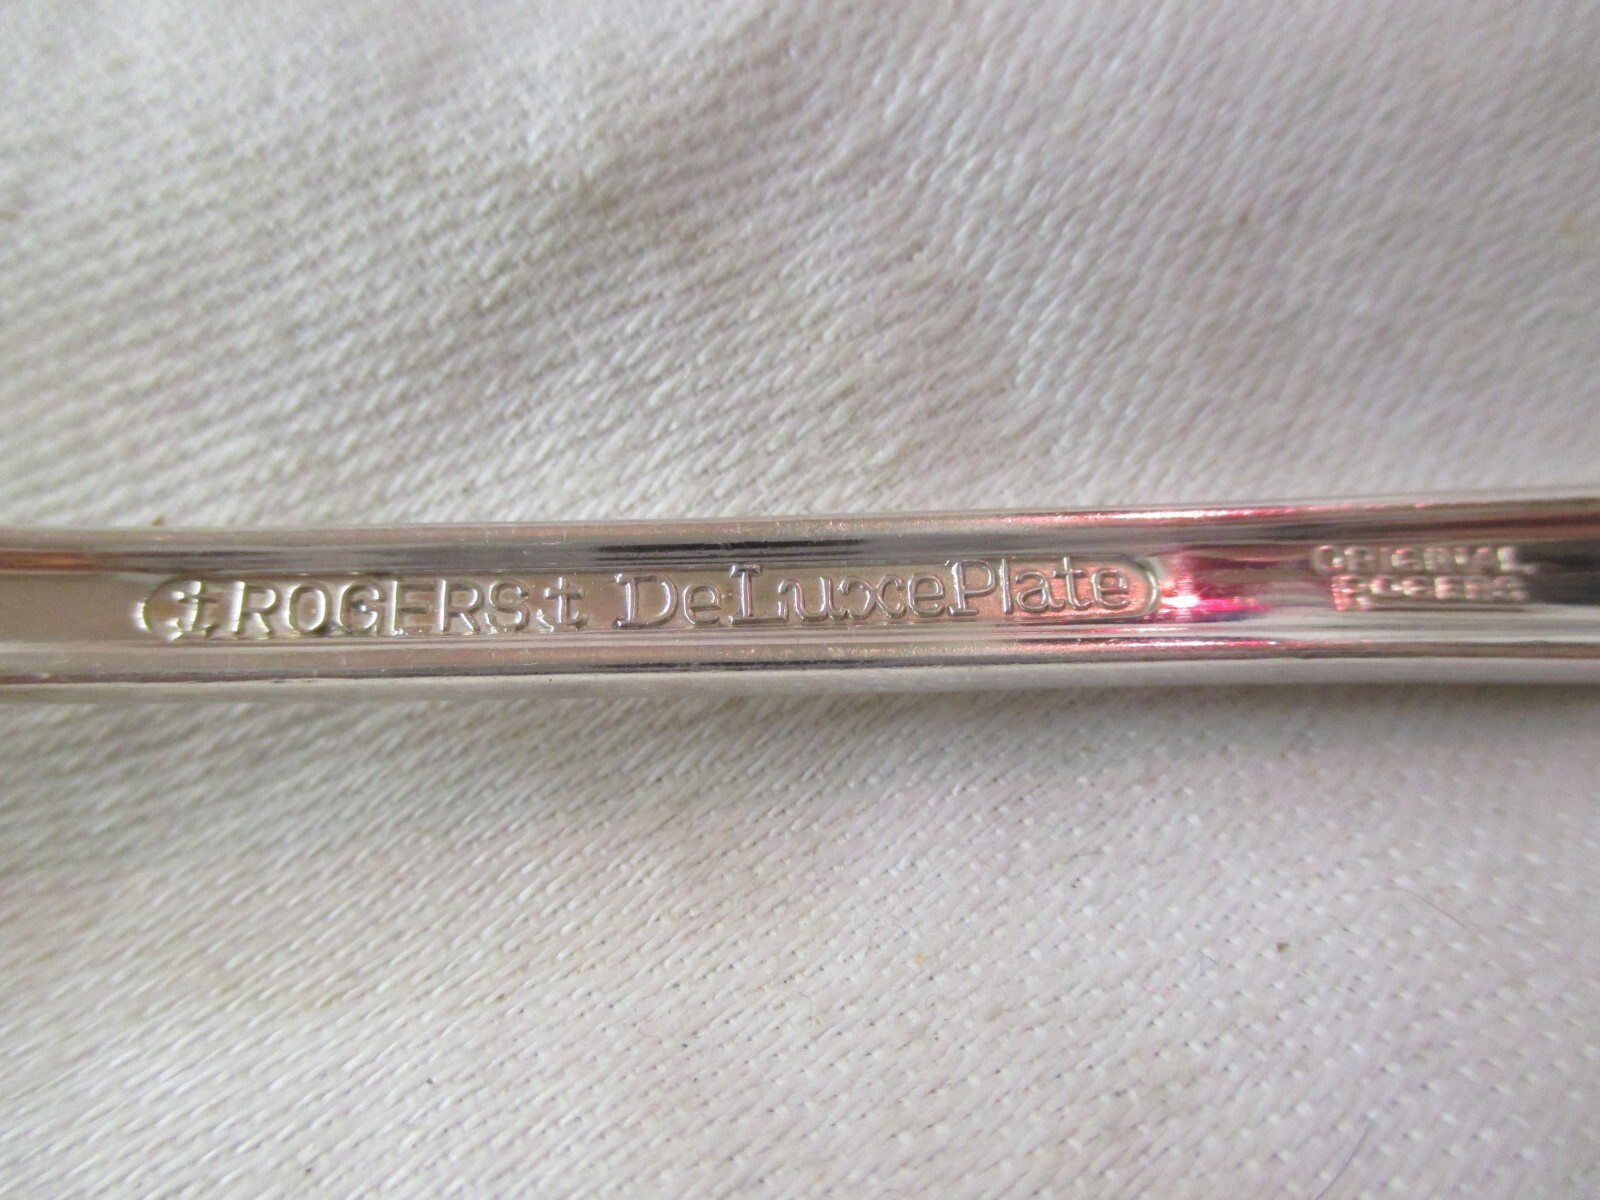 ‡ROGERS‡ DeLuxePlate
ORIGINAL
ROGERS